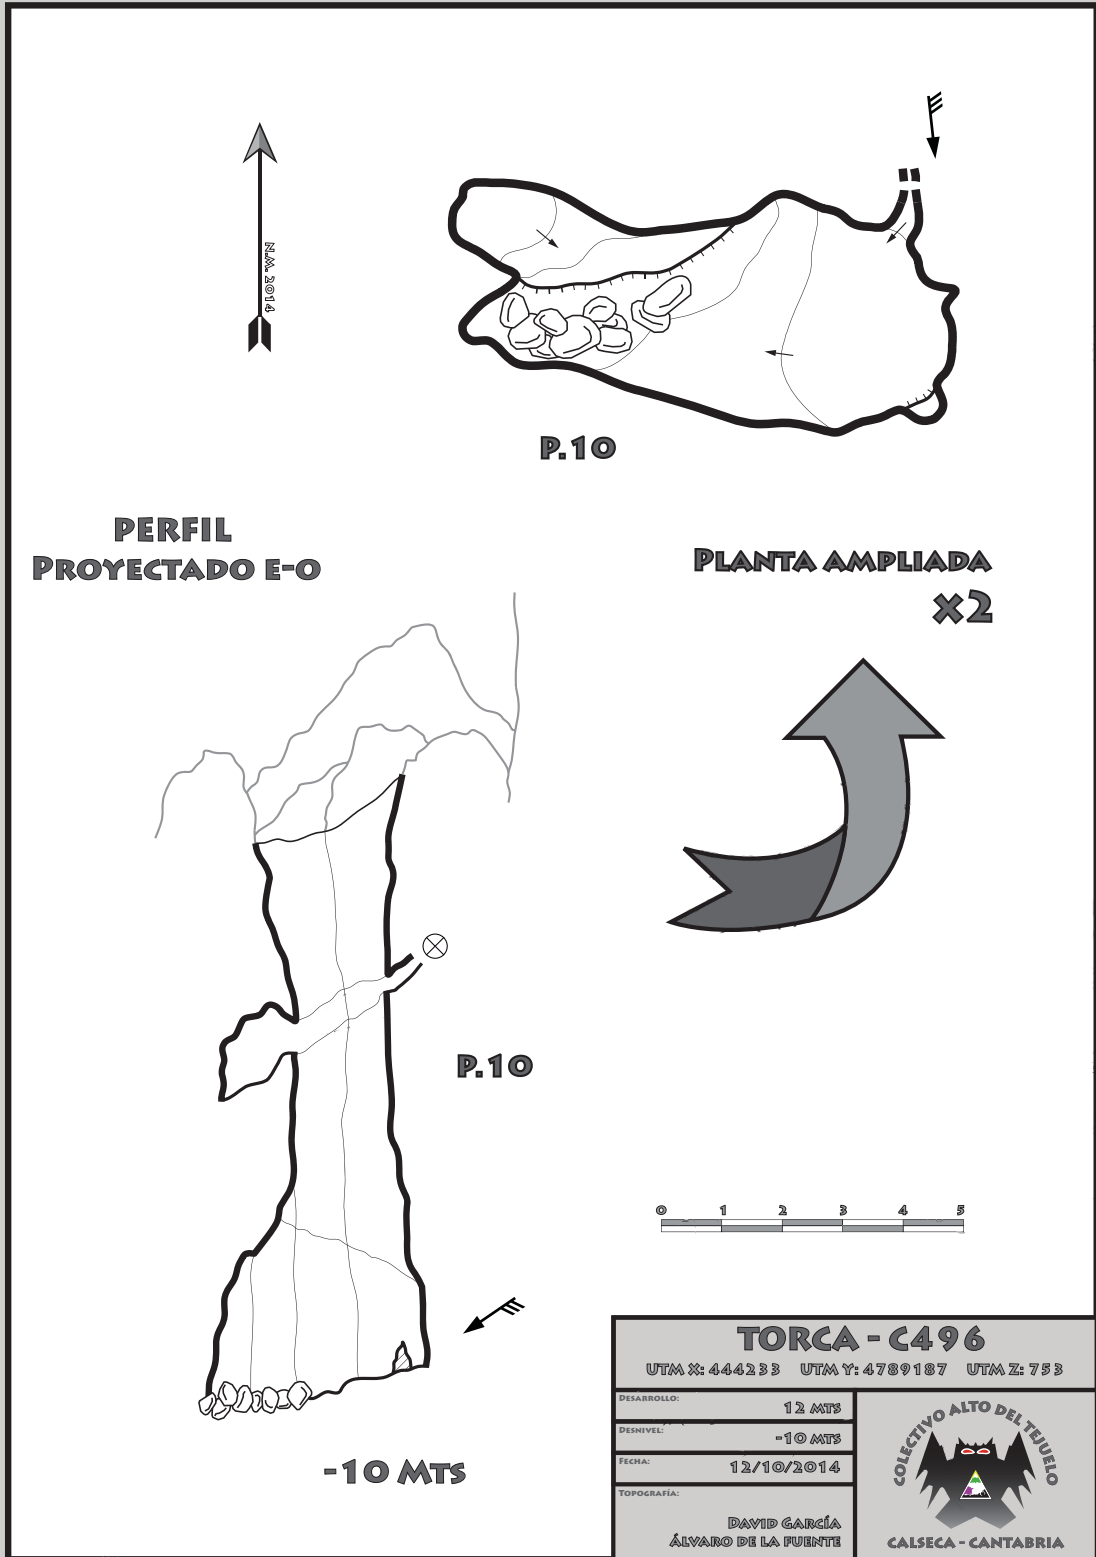 N.M. 2014
P.10
PERFIL
PROYECTADO E-O
PLANTA AMPLIADA
x2
P.10
0 1 2 3 4 5
-10 MTS
TORCA - C496
UTM X: 444233 UTM Y: 4789187 UTM Z: 753
DESARROLLO:
12 MTS
DESNIVEL:
-10 MTS
FECHA:
12/10/2014
TOPOGRAFÍA:
DAVID GARCÍA
ÁLVARO DE LA FUENTE
COLECTIVO ALTO DEL TEJUELO
CALSECA - CANTABRIA